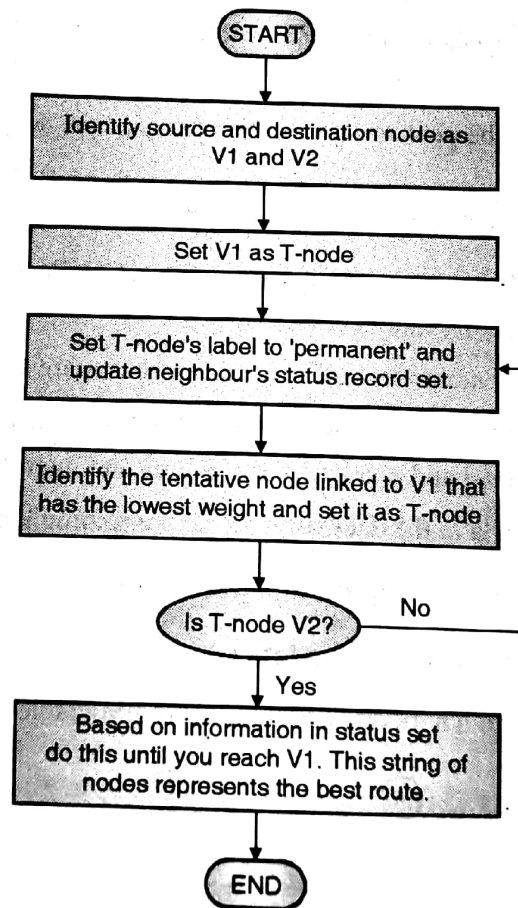 START
Identify source and destination node as
V1 and V2
Set V1 as T-node
Set T-node's label to 'permanent' and
update neighbour's status record set.
Identify the tentative node linked to V1 that
has the lowest weight and set it as T-node
Is T-node V2?
No
Yes
Based on information in status set
do this until you reach V1. This string of
nodes represents the best route.
END